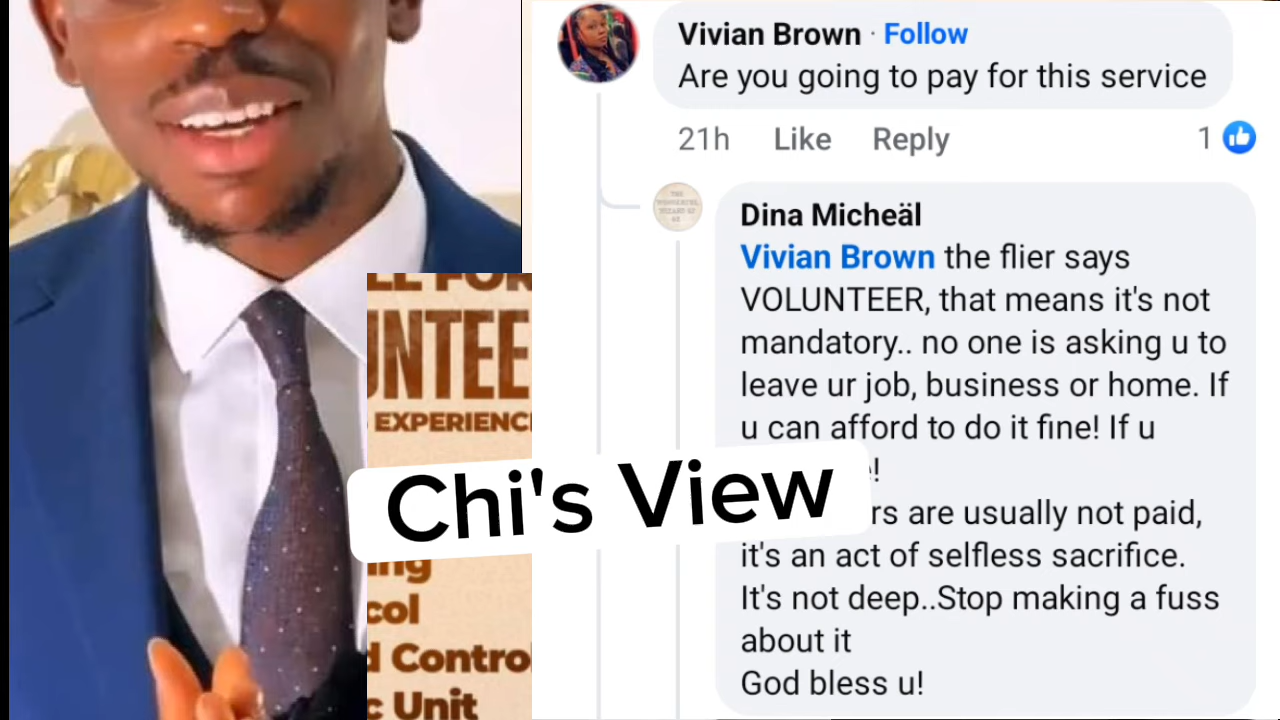 UNTEE
EXPERIENC
ing
col
d Contro
c Unit
Chi's View
Vivian Brown · Follow
Are you going to pay for this service
21h Like Reply 1
Dina Micheäl
Vivian Brown the flier says
VOLUNTEER, that means it's not
mandatory.. no one is asking u to
leave ur job, business or home. If
u can afford to do it fine! If u
!
rs are usually not paid,
it's an act of selfless sacrifice.
It's not deep..Stop making a fuss
about it
God bless u!